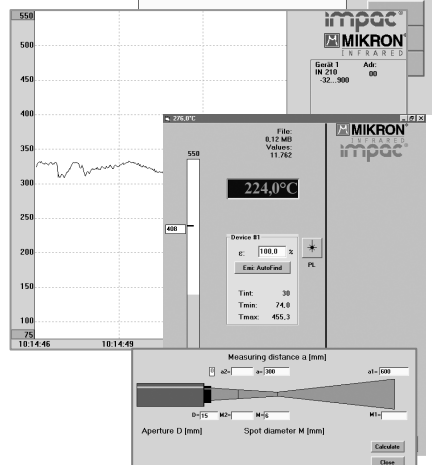 550
500
450
400
350
300
250
200
150
100
75
10:14:46
10:14:49
impac
MIKRON
INFRARED
Gerät 1 Adr:
IN 210 00
-32...900
276,0°C
File:
0,12 MB
Values:
11.762
MIKRON
INFRARED
impac
550
224,0°C
408
Device #1
ε: 100.0 %
Emi: AutoFind
PL
Tint: 30
Tmin: 74,0
Tmax: 455,3
Measuring distance a [mm]
a2= a= 300 a1= 600
D= 15 M2= M= 6 M1=
Aperture D [mm] Spot diameter M [mm]
Calculate
Close